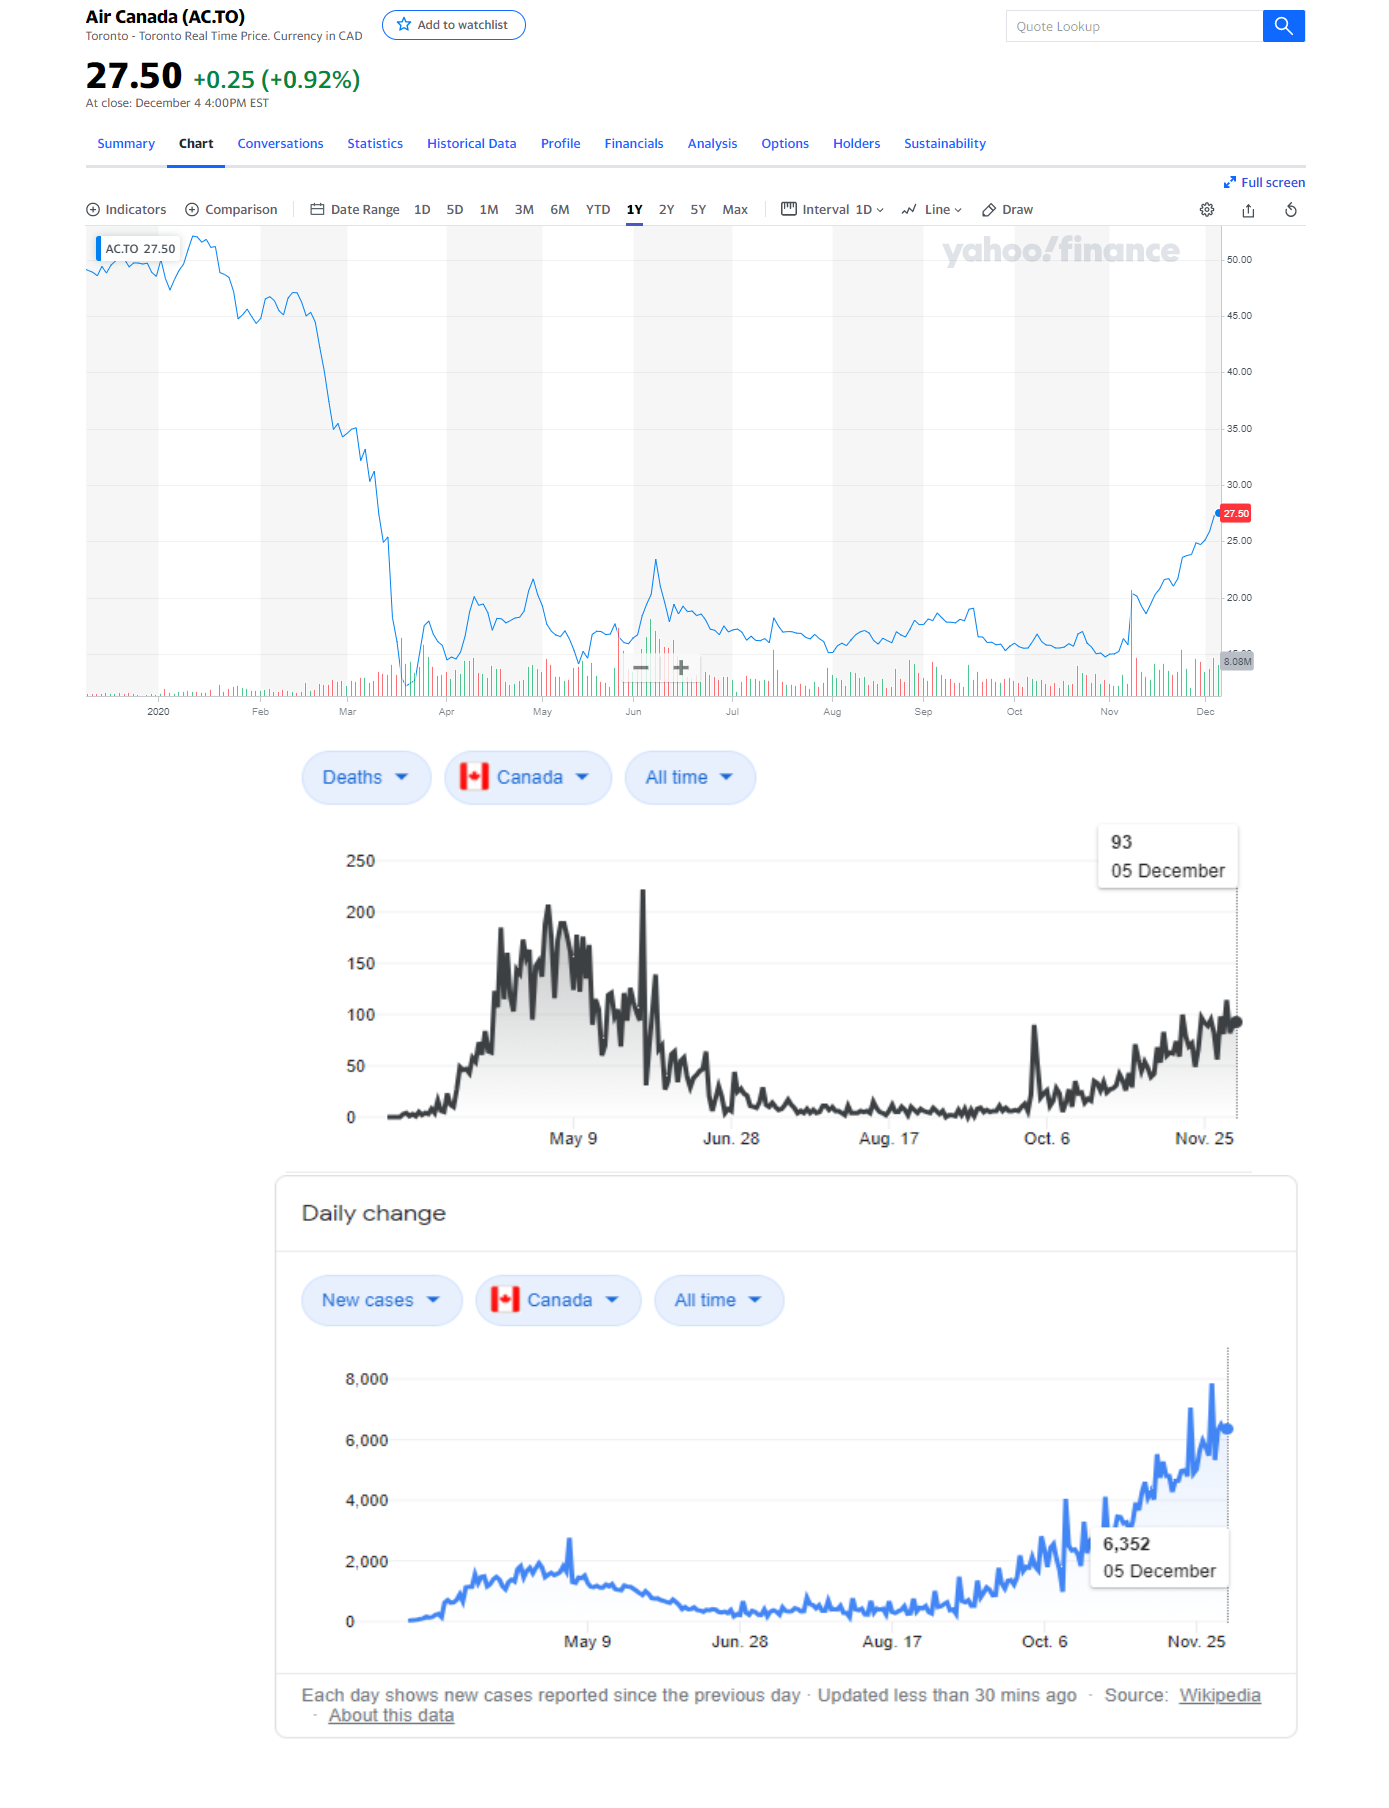 Air Canada (AC.TO)
Add to watchlist
Quote Lookup
Toronto - Toronto Real Time Price. Currency in CAD
27.50 +0.25 (+0.92%)
At close: December 4 4:00PM EST
Summary Chart Conversations Statistics Historical Data Profile Financials Analysis Options Holders Sustainability
Full screen
Indicators Comparison Date Range 1D 5D 1M 3M 6M YTD 1Y 2Y 5Y Max Interval 1D Line Draw
AC.TO 27.50
yahoo!finance
50.00
45.00
40.00
35.00
30.00
27.50
25.00
20.00
15.00
8.08M
2020 Feb Mar Apr May Jun Jul Aug Sep Oct Nov Dec
Deaths Canada All time
93
05 December
250
200
150
100
50
0
May 9 Jun. 28 Aug. 17 Oct. 6 Nov. 25
Daily change
New cases Canada All time
8,000
6,000
4,000
6,352
05 December
2,000
0
May 9 Jun. 28 Aug. 17 Oct. 6 Nov. 25
Each day shows new cases reported since the previous day · Updated less than 30 mins ago · Source: Wikipedia
· About this data